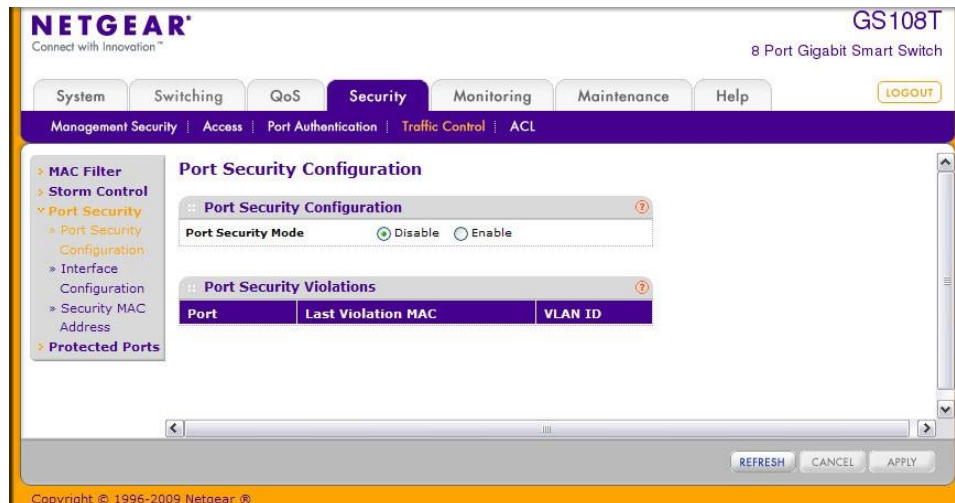 NETGEAR®
Connect with Innovation™
GS108T
8 Port Gigabit Smart Switch
System Switching QoS Security Monitoring Maintenance Help LOGOUT
Management Security | Access | Port Authentication | Traffic Control | ACL
MAC Filter
Storm Control
Port Security
» Port Security
Configuration
» Interface
Configuration
» Security MAC
Address
Protected Ports
Port Security Configuration
Port Security Configuration ?
Port Security Mode Disable Enable
Port Security Violations ?
Port Last Violation MAC VLAN ID
REFRESH CANCEL APPLY
Copyright © 1996-2009 Netgear ®